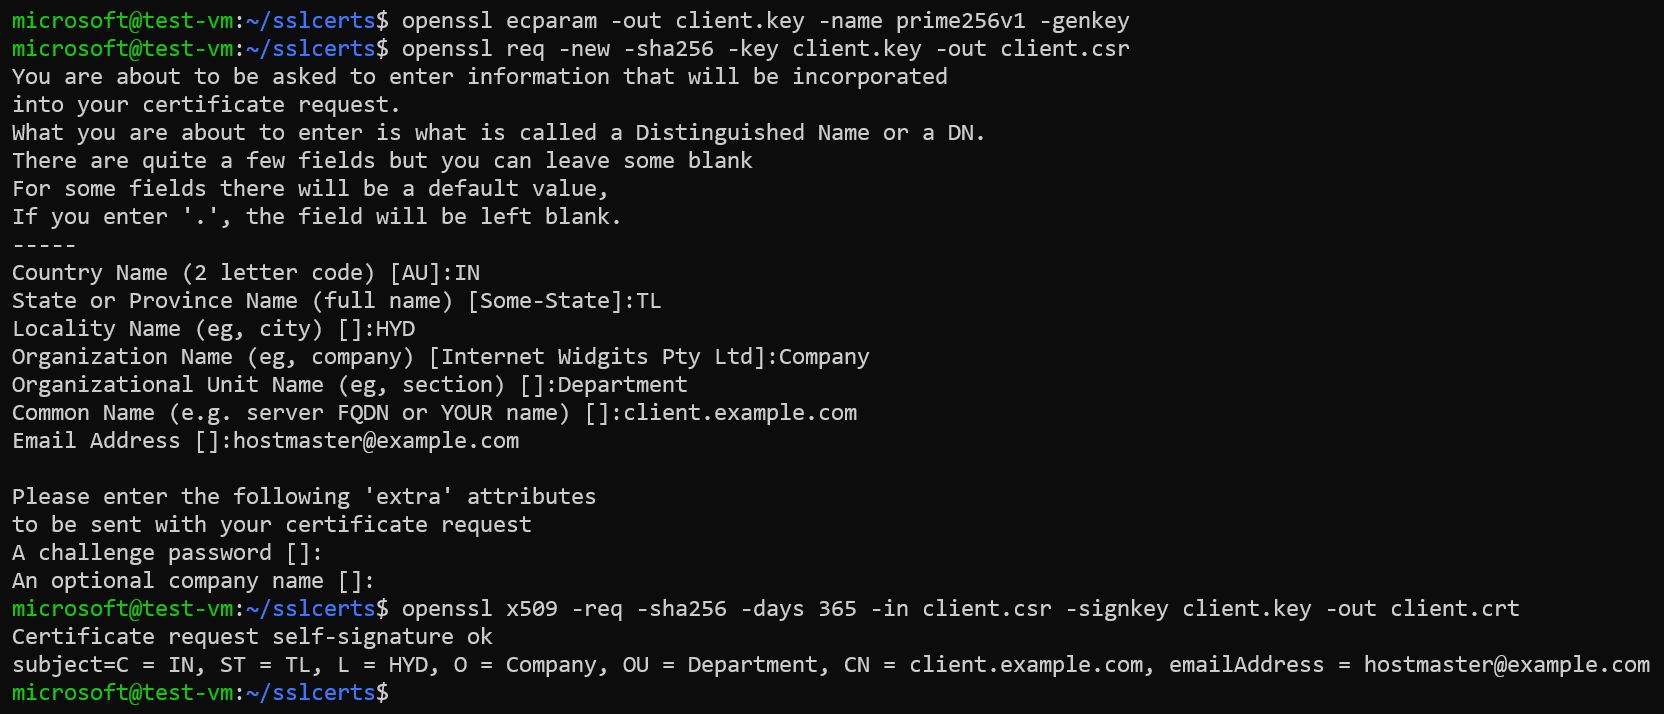 microsoft@test-vm:~/sslcerts$ openssl ecparam -out client.key -name prime256v1 -genkey
microsoft@test-vm:~/sslcerts$ openssl req -new -sha256 -key client.key -out client.csr
You are about to be asked to enter information that will be incorporated
into your certificate request.
What you are about to enter is what is called a Distinguished Name or a DN.
There are quite a few fields but you can leave some blank
For some fields there will be a default value,
If you enter '.', the field will be left blank.
-----
Country Name (2 letter code) [AU]:IN
State or Province Name (full name) [Some-State]:TL
Locality Name (eg, city) []:HYD
Organization Name (eg, company) [Internet Widgits Pty Ltd]:Company
Organizational Unit Name (eg, section) []:Department
Common Name (e.g. server FQDN or YOUR name) []:client.example.com
Email Address []:hostmaster@example.com

Please enter the following 'extra' attributes
to be sent with your certificate request
A challenge password []:
An optional company name []:
microsoft@test-vm:~/sslcerts$ openssl x509 -req -sha256 -days 365 -in client.csr -signkey client.key -out client.crt
Certificate request self-signature ok
subject=C = IN, ST = TL, L = HYD, O = Company, OU = Department, CN = client.example.com, emailAddress = hostmaster@example.com
microsoft@test-vm:~/sslcerts$